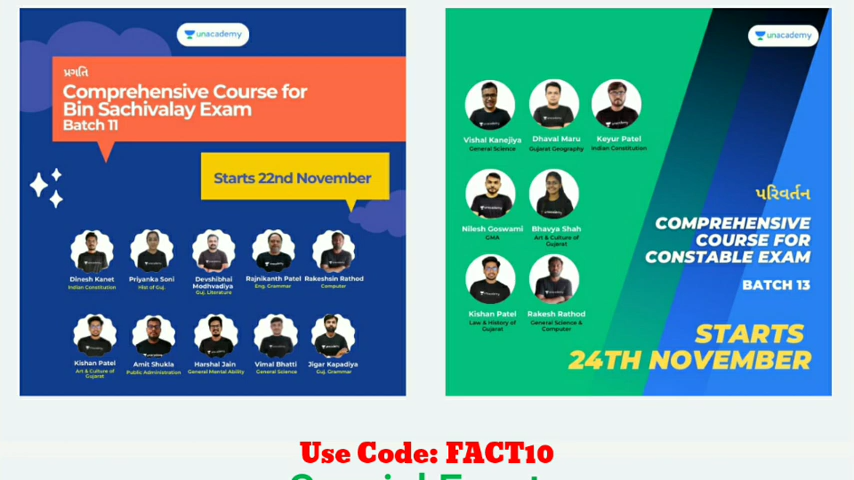 unacademy
પ્રગતિ
Comprehensive Course for
Bin Sachivalay Exam
Batch 11
Starts 22nd November
Dinesh Kanet
Indian Constitution
Priyanka Soni
Hist of Guj.
Devshibhai
Modhvadiya
Guj. Literature
Rajnikanth Patel
Eng. Grammar
Rakeshsin Rathod
Computer
Kishan Patel
Art & Culture of
Gujarat
Amit Shukla
Public Administration
Harshal Jain
General Mental Ability
Vimal Bhatti
General Science
Jigar Kapadiya
Guj. Grammar
unacademy
Vishal Kanejiya
General Science
Dhaval Maru
Gujarat Geography
Keyur Patel
Indian Constitution
Nilesh Goswami
GMA
Bhavya Shah
Art & Culture of
Gujarat
Kishan Patel
Law & History of
Gujarat
Rakesh Rathod
General Science &
Computer
પરિવર્તન
COMPREHENSIVE
COURSE FOR
CONSTABLE EXAM
BATCH 13
STARTS
24TH NOVEMBER
Use Code: FACT10